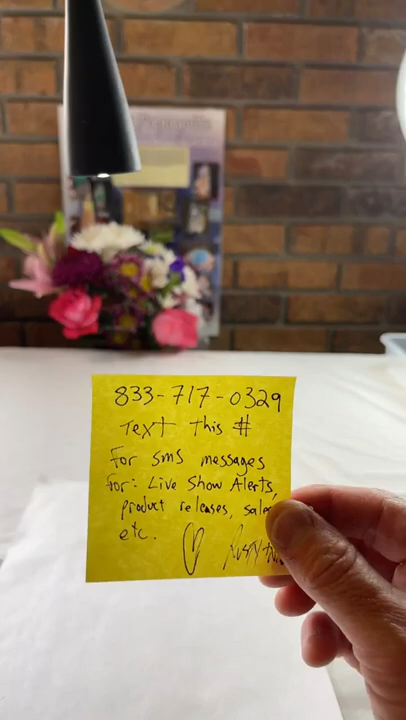 833-717-0329
Text This #
For sms messages
for: Live Show Alerts,
product releases, sales
etc. ♡